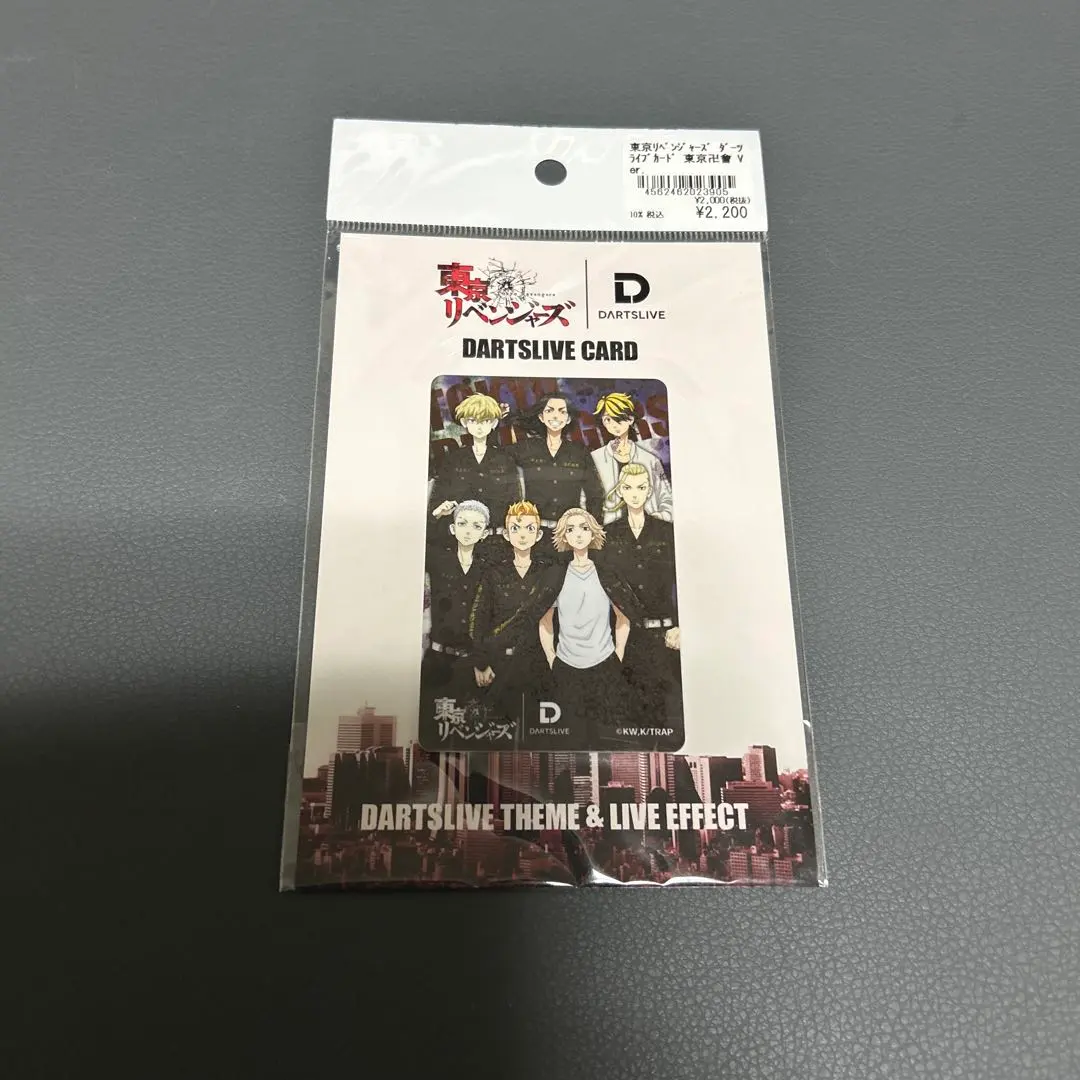 東京ﾘﾍﾞﾝｼﾞｬｰｽﾞ ﾀﾞｰﾂ
ﾗｲﾌﾞｶｰﾄﾞ 東京卍會 V
er.
4562462023905
¥2,000(税抜)
10% 税込 ¥2,200
東京
リベンジャーズ
DARTSLIVE
DARTSLIVE CARD
東京
リベンジャーズ
DARTSLIVE
©KW,K/TRAP
DARTSLIVE THEME & LIVE EFFECT